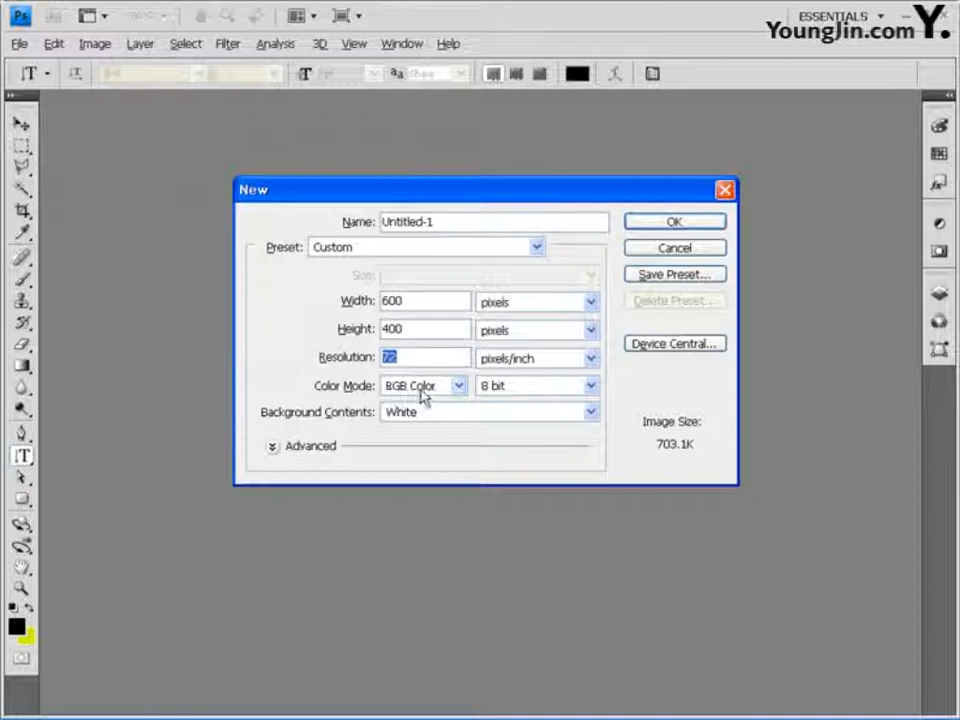 Ps
ESSENTIALS
YoungJin.com Y.
File Edit Image Layer Select Filter Analysis 3D View Window Help
New
Name: Untitled-1 OK
Preset: Custom Cancel
Size: Save Preset...
Width: 600 pixels Delete Preset...
Height: 400 pixels
Resolution: 72 pixels/inch Device Central...
Color Mode: RGB Color 8 bit
Background Contents: White
Image Size:
Advanced 703.1K